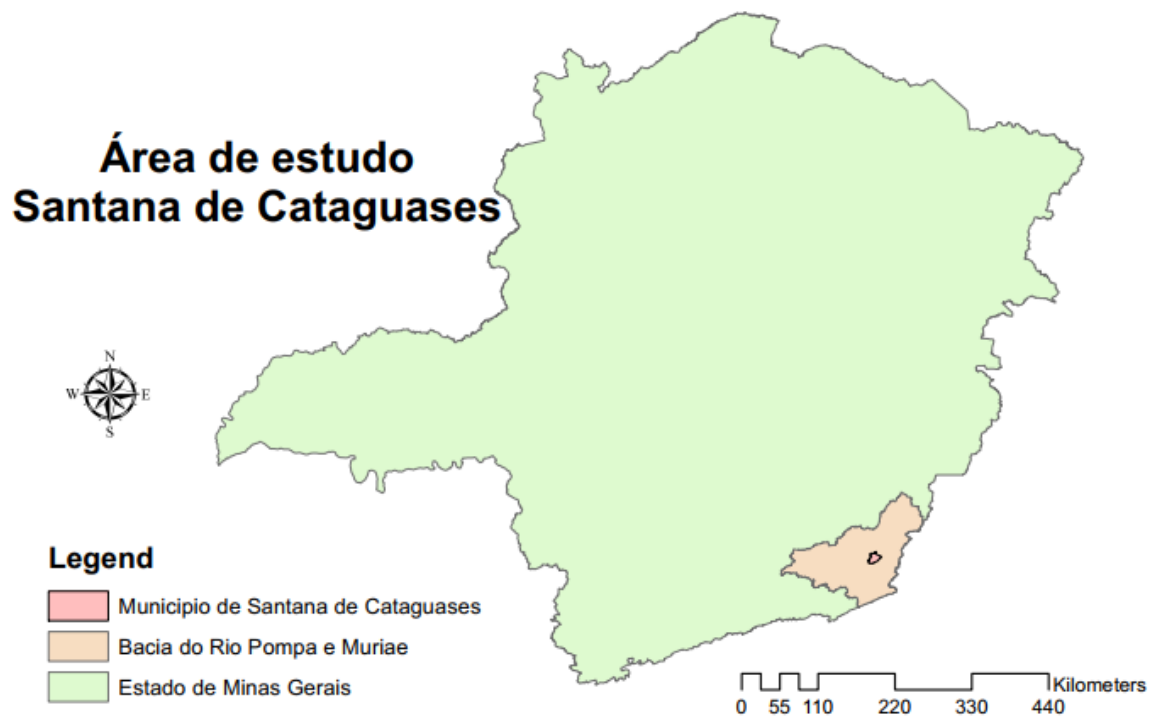 Área de estudo
Santana de Cataguases
N
W E
S
Legend
Municipio de Santana de Cataguases
Bacia do Rio Pompa e Muriae
Estado de Minas Gerais
Kilometers
0 55 110 220 330 440